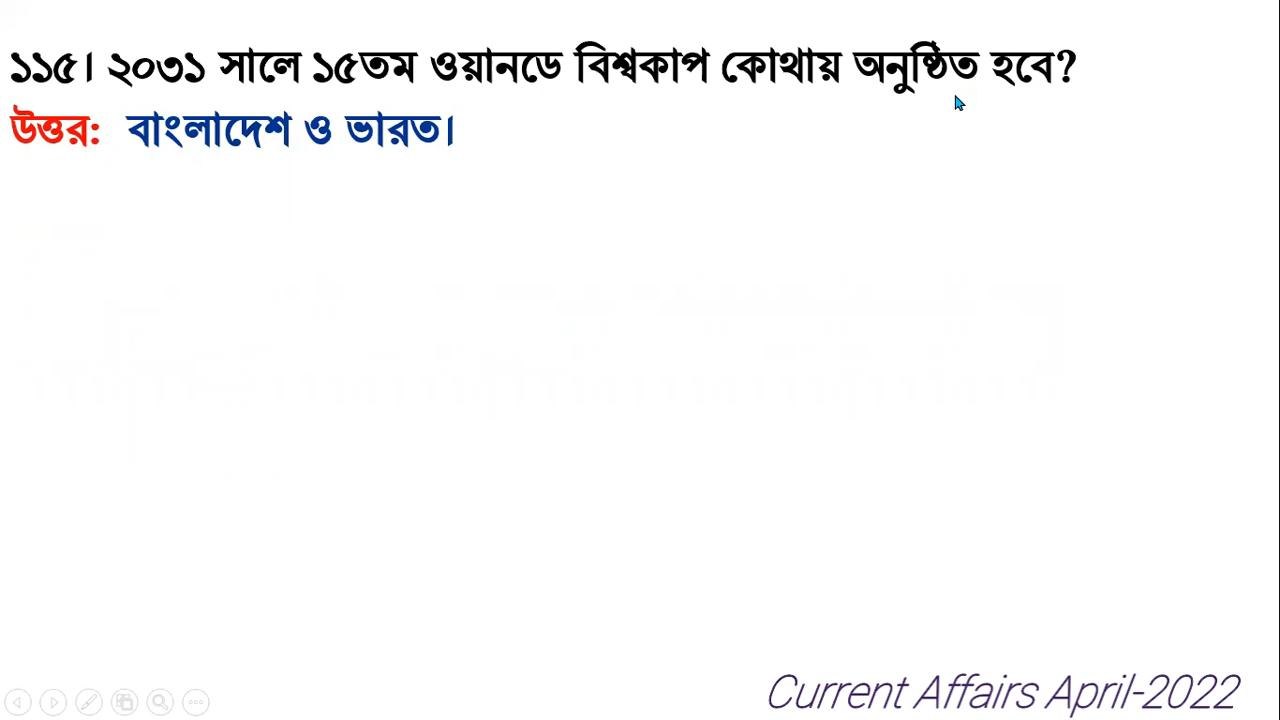 ১১৫। ২০৩১ সালে ১৫তম ওয়ানডে বিশ্বকাপ কোথায় অনুষ্ঠিত হবে?
উত্তর: বাংলাদেশ ও ভারত।
Current Affairs April-2022